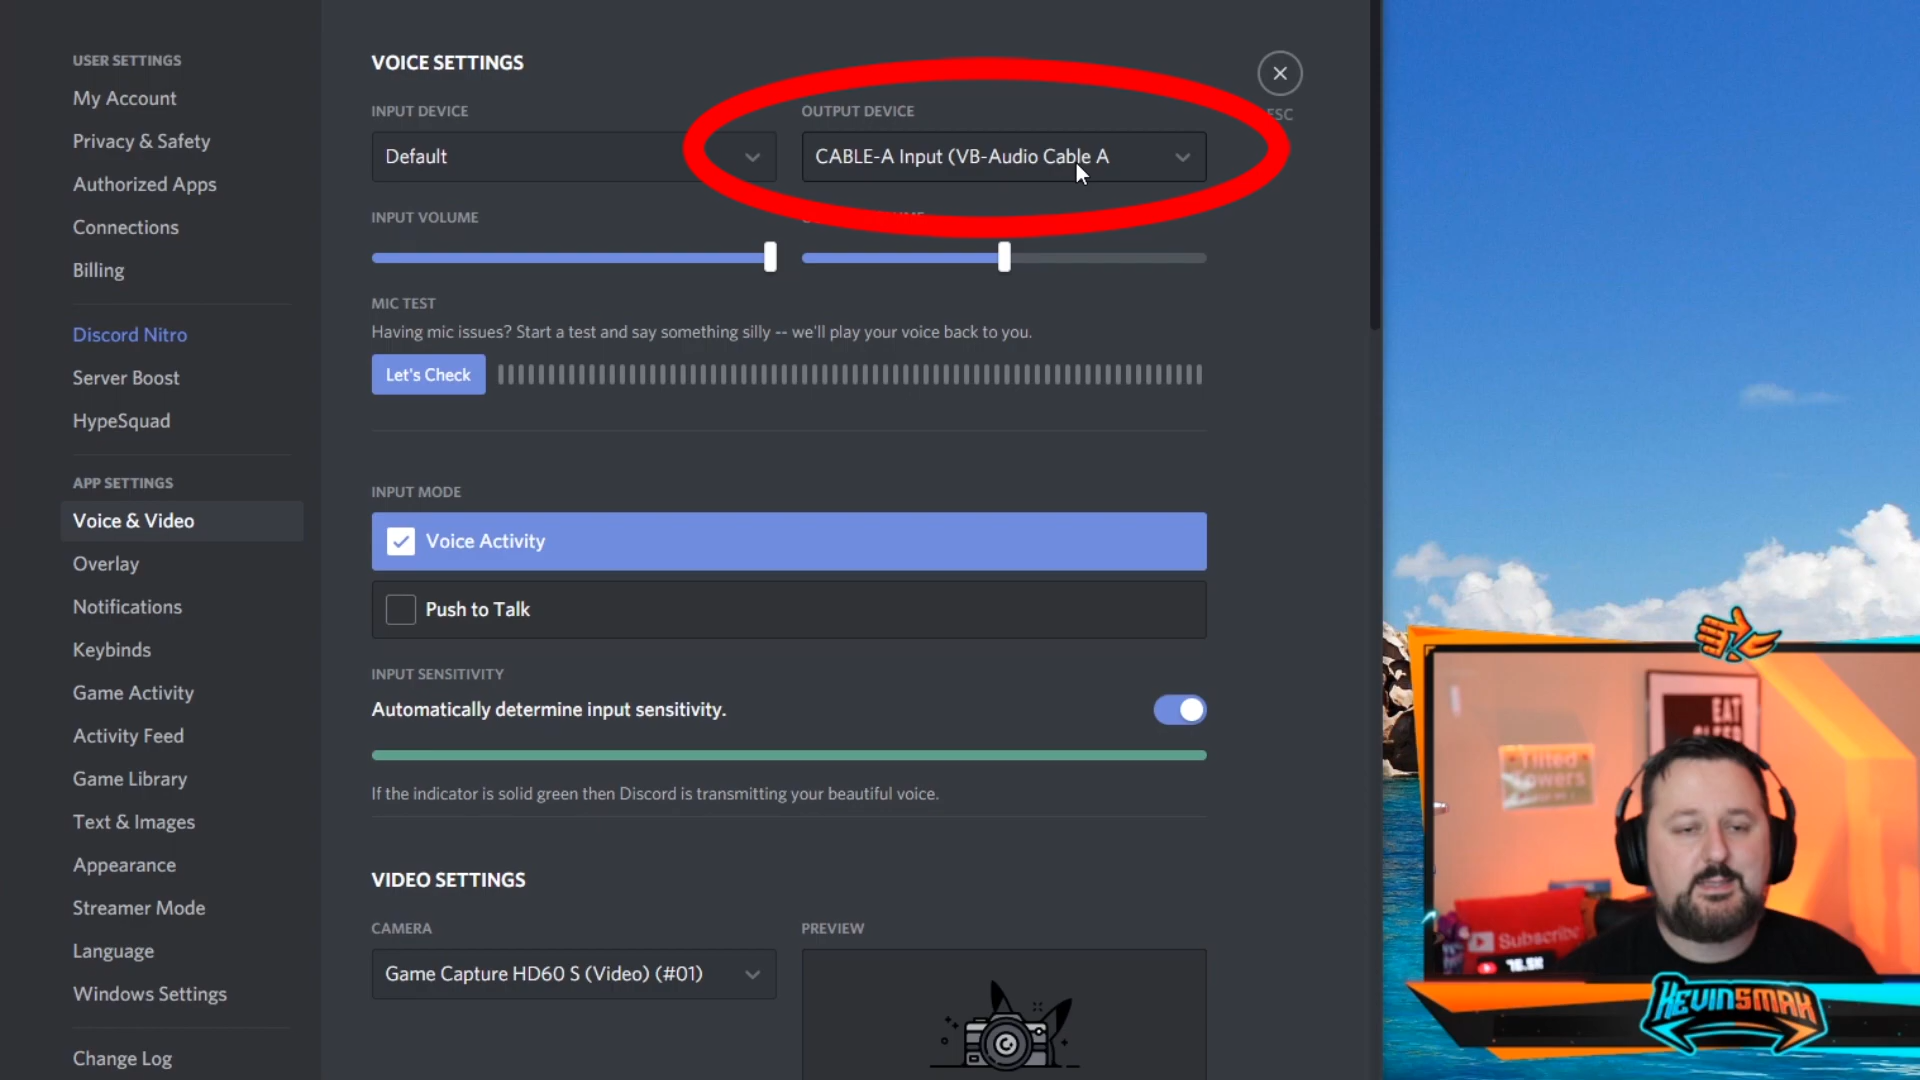 USER SETTINGS
My Account
Privacy & Safety
Authorized Apps
Connections
Billing
Discord Nitro
Server Boost
HypeSquad
APP SETTINGS
Voice & Video
Overlay
Notifications
Keybinds
Game Activity
Activity Feed
Game Library
Text & Images
Appearance
Streamer Mode
Language
Windows Settings
Change Log
VOICE SETTINGS
ESC
INPUT DEVICE
OUTPUT DEVICE
Default
CABLE-A Input (VB-Audio Cable A
INPUT VOLUME
MIC TEST
Having mic issues? Start a test and say something silly -- we'll play your voice back to you.
Let's Check
INPUT MODE
Voice Activity
Push to Talk
INPUT SENSITIVITY
Automatically determine input sensitivity.
If the indicator is solid green then Discord is transmitting your beautiful voice.
VIDEO SETTINGS
CAMERA
PREVIEW
Game Capture HD60 S (Video) (#01)
EAT
Tilted
Towers
Subscribe
KEVINSMAK